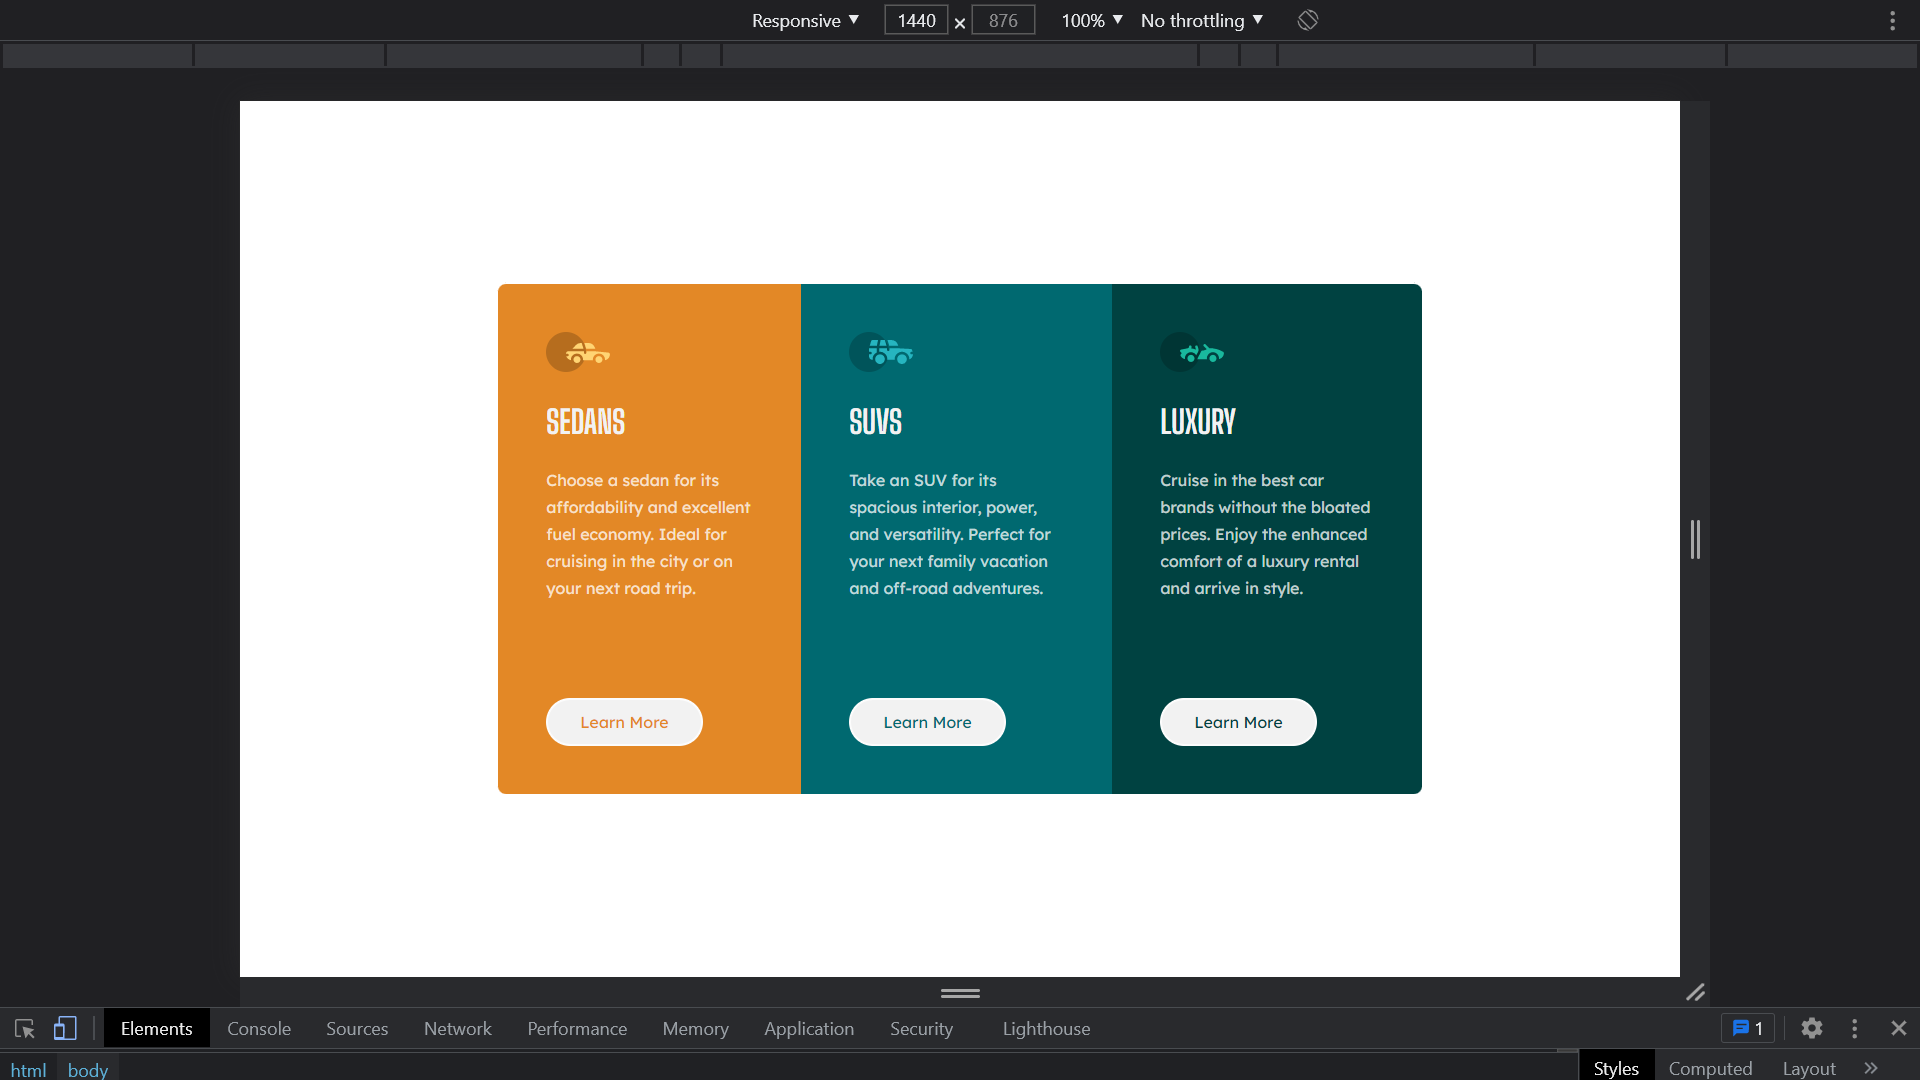 Responsive ▼ 1440 × 876 100% ▼ No throttling ▼
SEDANS
Choose a sedan for its
affordability and excellent
fuel economy. Ideal for
cruising in the city or on
your next road trip.
Learn More
SUVS
Take an SUV for its
spacious interior, power,
and versatility. Perfect for
your next family vacation
and off-road adventures.
Learn More
LUXURY
Cruise in the best car
brands without the bloated
prices. Enjoy the enhanced
comfort of a luxury rental
and arrive in style.
Learn More
Elements Console Sources Network Performance Memory Application Security Lighthouse 1
html body Styles Computed Layout »